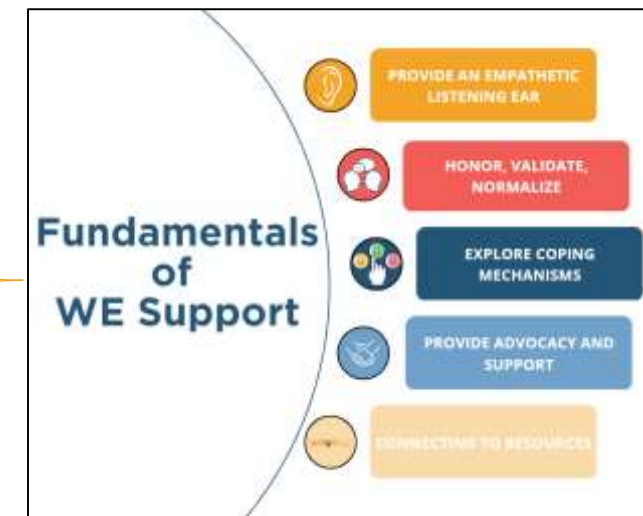 Fundamentals
of
WE Support
PROVIDE AN EMPATHETIC
LISTENING EAR
HONOR, VALIDATE,
NORMALIZE
EXPLORE COPING
MECHANISMS
PROVIDE ADVOCACY AND
SUPPORT
CONNECTING TO RESOURCES